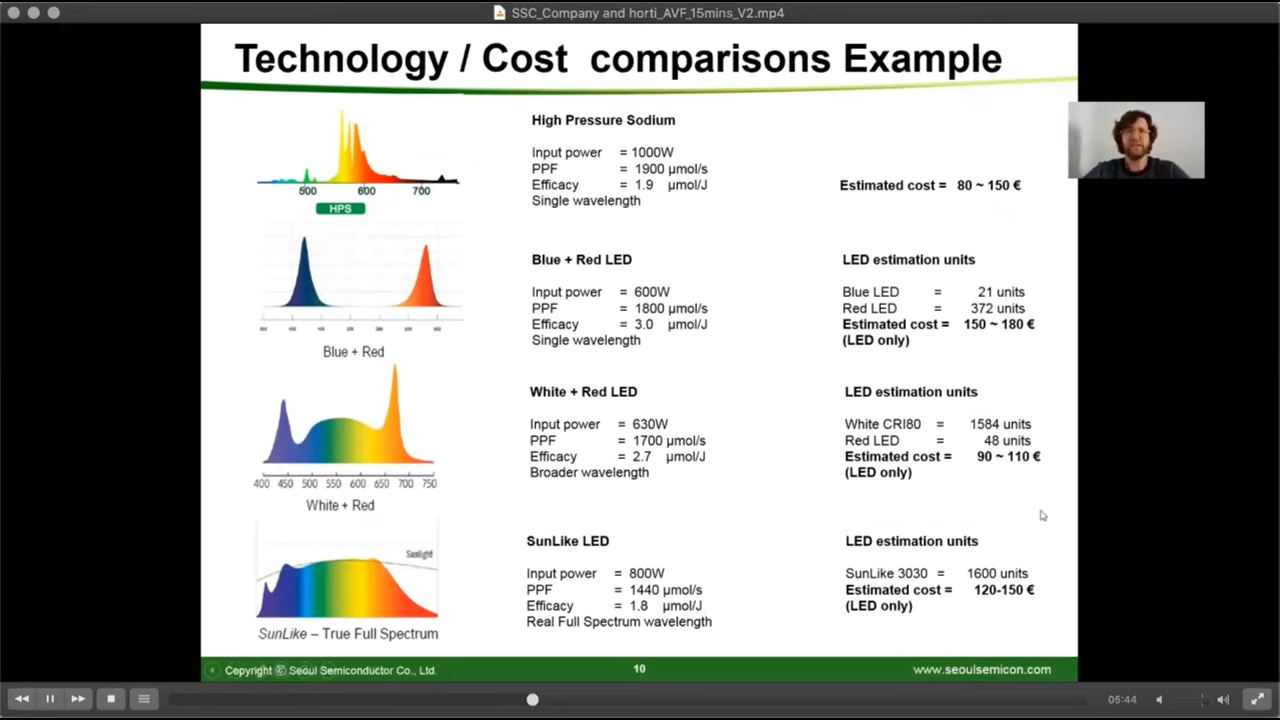 SSC_Company and horti_AVF_15mins_V2.mp4
Technology / Cost comparisons Example
500 600 700
HPS
High Pressure Sodium
Input power = 1000W
PPF = 1900 µmol/s
Efficacy = 1.9 µmol/J
Single wavelength
Estimated cost = 80 ~ 150 €
Blue + Red
Blue + Red LED
Input power = 600W
PPF = 1800 µmol/s
Efficacy = 3.0 µmol/J
Single wavelength
LED estimation units
Blue LED = 21 units
Red LED = 372 units
Estimated cost = 150 ~ 180 €
(LED only)
400 450 500 550 600 650 700 750
White + Red
White + Red LED
Input power = 630W
PPF = 1700 µmol/s
Efficacy = 2.7 µmol/J
Broader wavelength
LED estimation units
White CRI80 = 1584 units
Red LED = 48 units
Estimated cost = 90 ~ 110 €
(LED only)
Sunlight
SunLike – True Full Spectrum
SunLike LED
Input power = 800W
PPF = 1440 µmol/s
Efficacy = 1.8 µmol/J
Real Full Spectrum wavelength
LED estimation units
SunLike 3030 = 1600 units
Estimated cost = 120-150 €
(LED only)
Copyright © Seoul Semiconductor Co., Ltd.
10
www.seoulsemicon.com
05:44